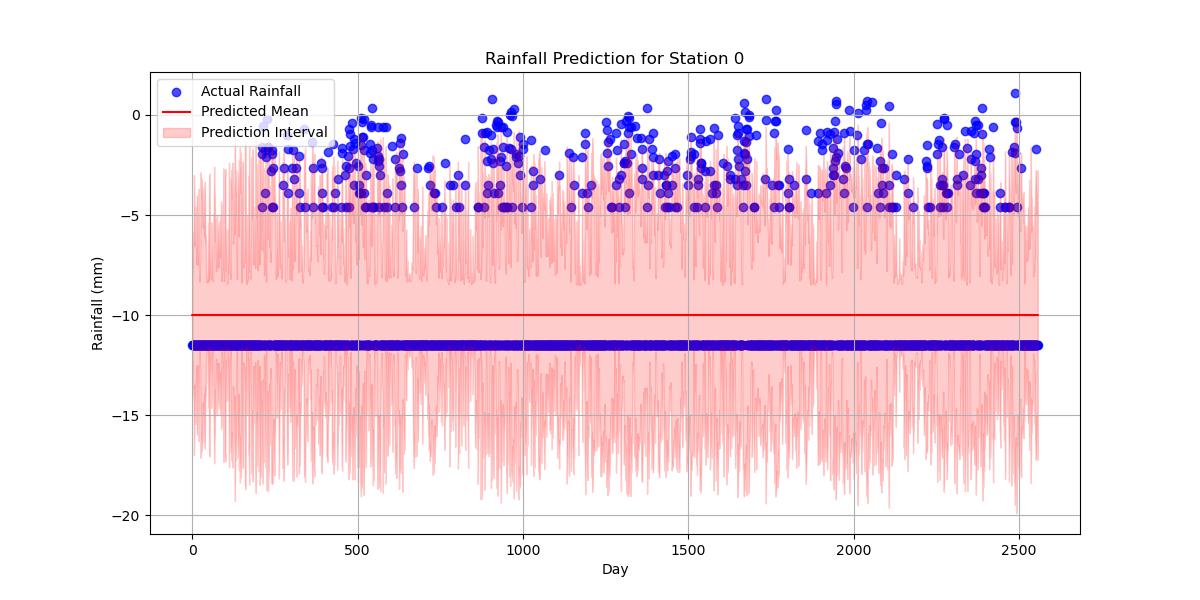 Rainfall Prediction for Station 0
Actual Rainfall
Predicted Mean
Prediction Interval
Rainfall (mm)
0
−5
−10
−15
−20
0 500 1000 1500 2000 2500
Day